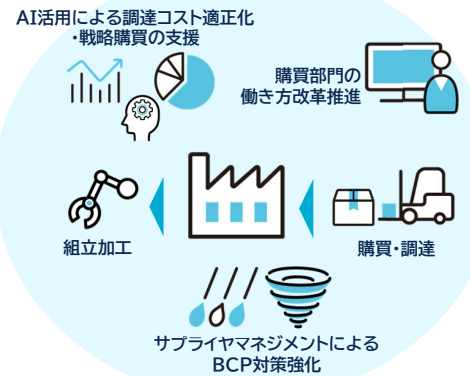 AI活用による調達コスト適正化
・戦略購買の支援
購買部門の
働き方改革推進
組立加工
購買・調達
サプライヤマネジメントによる
BCP対策強化